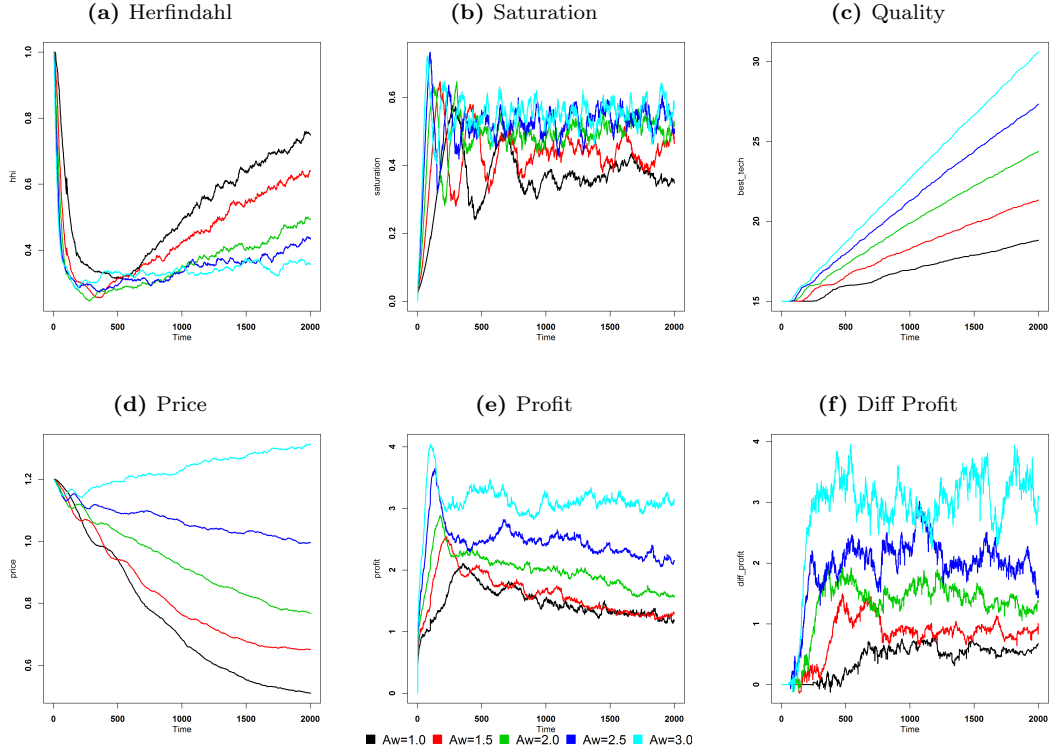 (a) Herfindahl
(b) Saturation
(c) Quality
hhi
0.4 0.6 0.8 1.0
0 500 1000 1500 2000
Time
saturation
0.0 0.2 0.4 0.6
0 500 1000 1500 2000
Time
best_tech
15 20 25 30
0 500 1000 1500 2000
Time
(d) Price
(e) Profit
(f) Diff Profit
price
0.6 0.8 1.0 1.2
0 500 1000 1500 2000
Time
profit
0 1 2 3 4
0 500 1000 1500 2000
Time
diff_profit
0 1 2 3 4
0 500 1000 1500 2000
Time
Aw=1.0 Aw=1.5 Aw=2.0 Aw=2.5 Aw=3.0